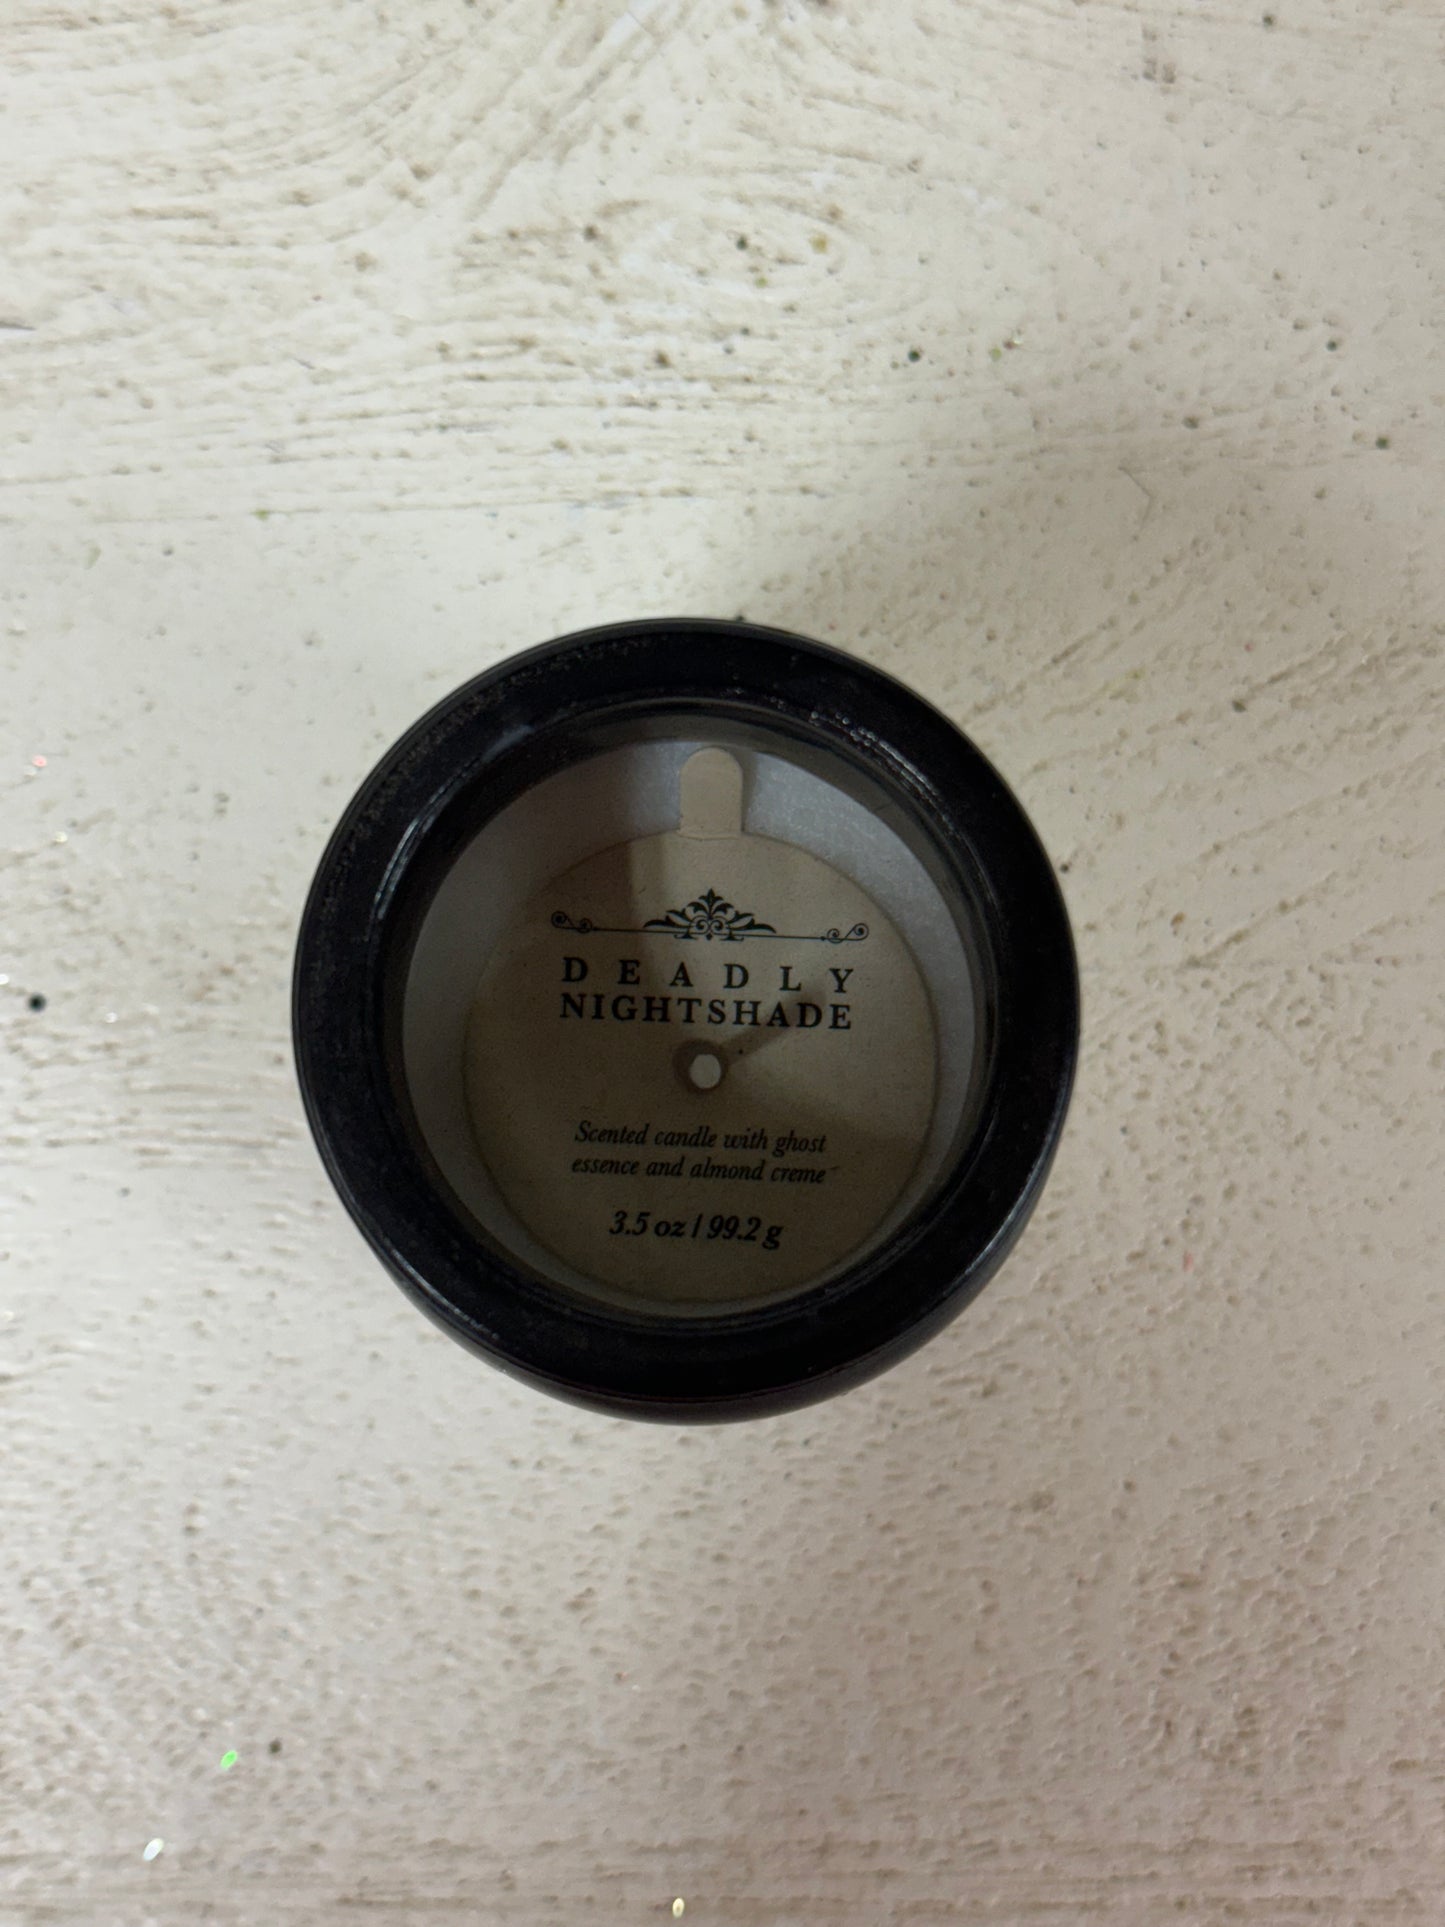 DEADLY
NIGHTSHADE
Scented candle with ghost
essence and almond creme
3.5 oz / 99.2 g